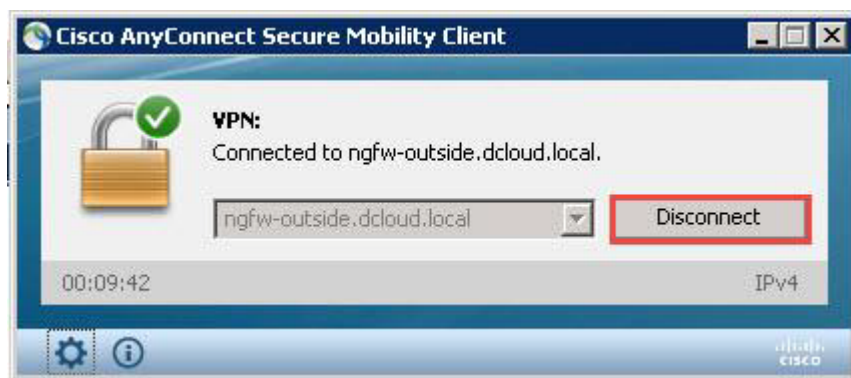 Cisco AnyConnect Secure Mobility Client
VPN:
Connected to ngfw-outside.dcloud.local.
ngfw-outside.dcloud.local
Disconnect
00:09:42
IPv4
CISCO